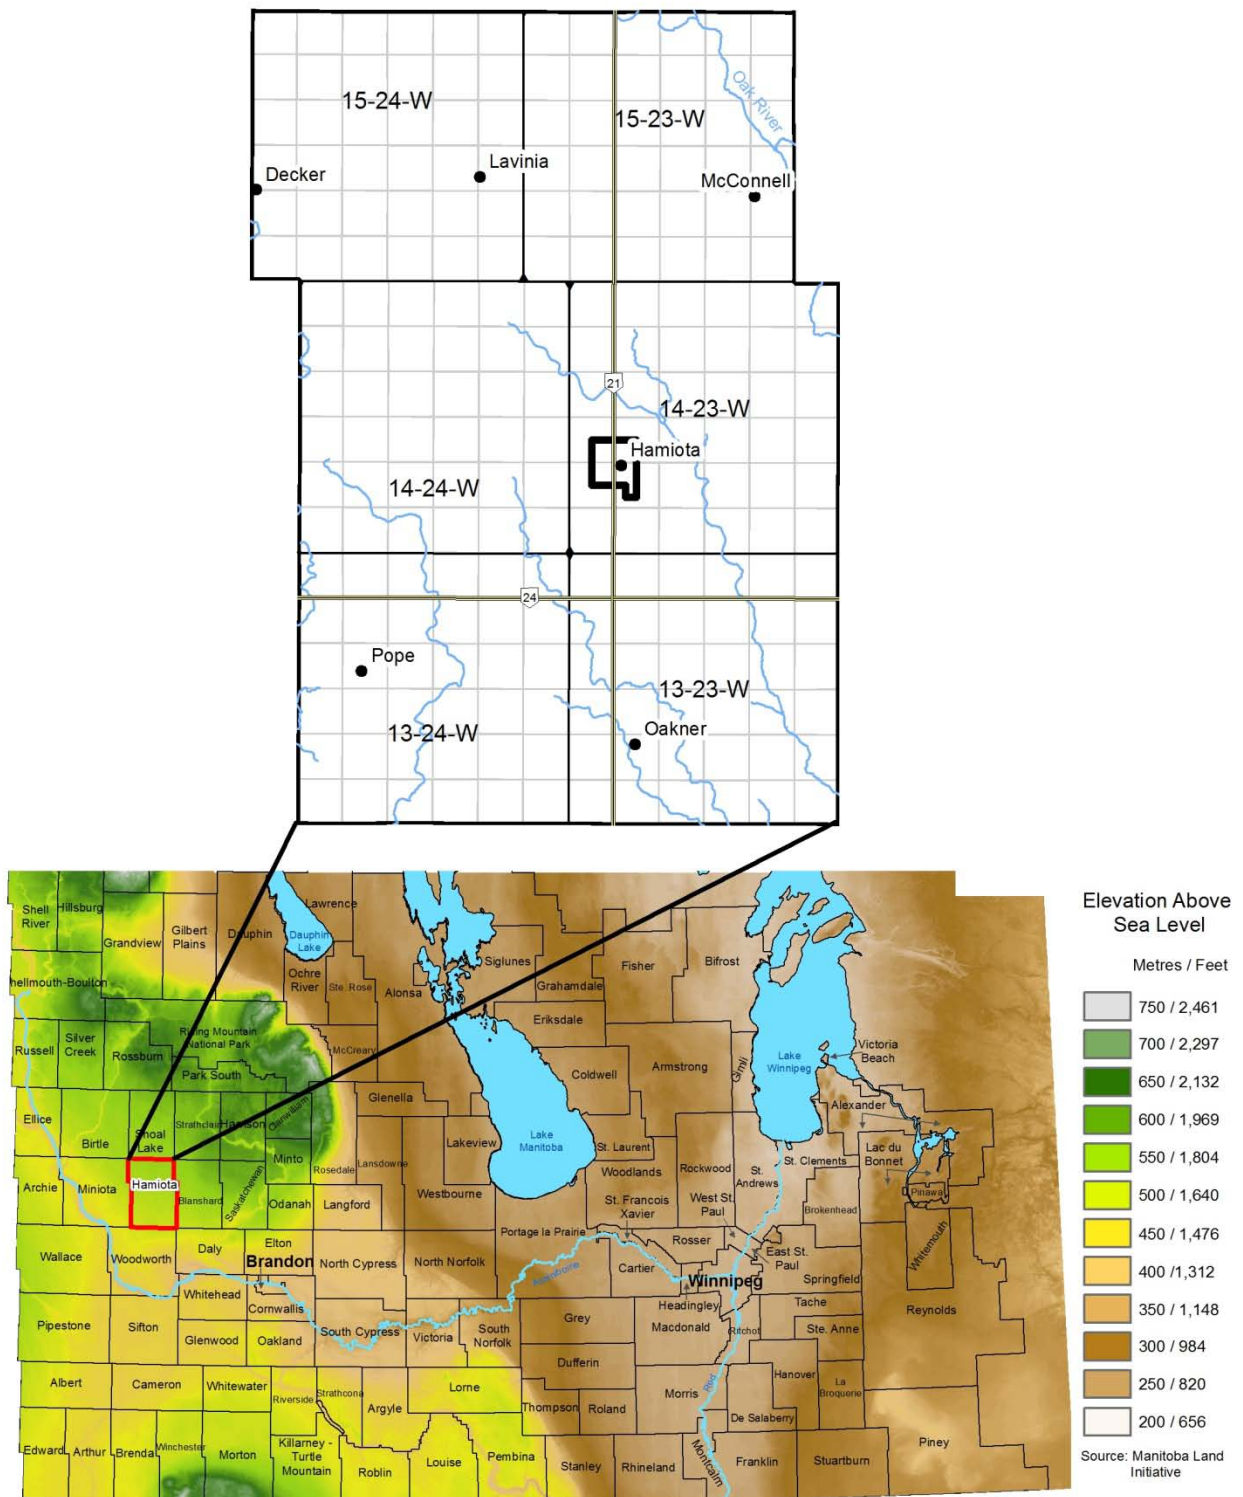 15-24-W
15-23-W
Oak River
Decker
Lavinia
McConnell
21
14-23-W
Hamiota
14-24-W
24
Pope
13-23-W
13-24-W
Oakner
Elevation Above
Sea Level
Metres / Feet
750 / 2,461
700 / 2,297
650 / 2,132
600 / 1,969
550 / 1,804
500 / 1,640
450 / 1,476
400 /1,312
350 / 1,148
300 / 984
250 / 820
200 / 656
Source: Manitoba Land
Initiative
Shell
River
Hillsburg
Grandview
Gilbert
Plains
Dauphin
Lawrence
Dauphin
Lake
Ochre
River
Ste. Rose
Alonsa
Siglunes
Grahamdale
Eriksdale
Fisher
Bifrost
hellmouth-Boulton
Russell
Silver
Creek
Rossburn
Riding Mountain
National Park
Park South
McCreary
Glenella
Coldwell
Armstrong
Gimli
Lake
Winnipeg
Victoria
Beach
Alexander
Ellice
Birtle
Shoal
Lake
Strathclair
Harrison
Clanwilliam
Minto
Rosedale
Lansdowne
Lakeview
Lake
Manitoba
St. Laurent
Woodlands
Rockwood
St.
Andrews
St. Clements
Lac du
Bonnet
Pinawa
Archie
Miniota
Hamiota
Blanshard
Saskatchewan
Odanah
Langford
Westbourne
St. Francois
Xavier
West St.
Paul
Brokenhead
Whitemouth
Wallace
Woodworth
Daly
Elton
Brandon
North Cypress
North Norfolk
Portage la Prairie
Assiniboine
Cartier
Rosser
Winnipeg
East St.
Paul
Springfield
Whitehead
Cornwallis
Headingley
Macdonald
Tache
Reynolds
Pipestone
Sifton
Glenwood
Oakland
South Cypress
Victoria
South
Norfolk
Grey
Ritchot
Ste. Anne
Dufferin
Albert
Cameron
Whitewater
Riverside
Strathcona
Argyle
Lorne
Thompson
Roland
Morris
Red
Hanover
La
Broquerie
De Salaberry
Edward
Arthur
Brenda
Winchester
Morton
Killarney -
Turtle
Mountain
Roblin
Louise
Pembina
Stanley
Rhineland
Montcalm
Franklin
Stuartburn
Piney